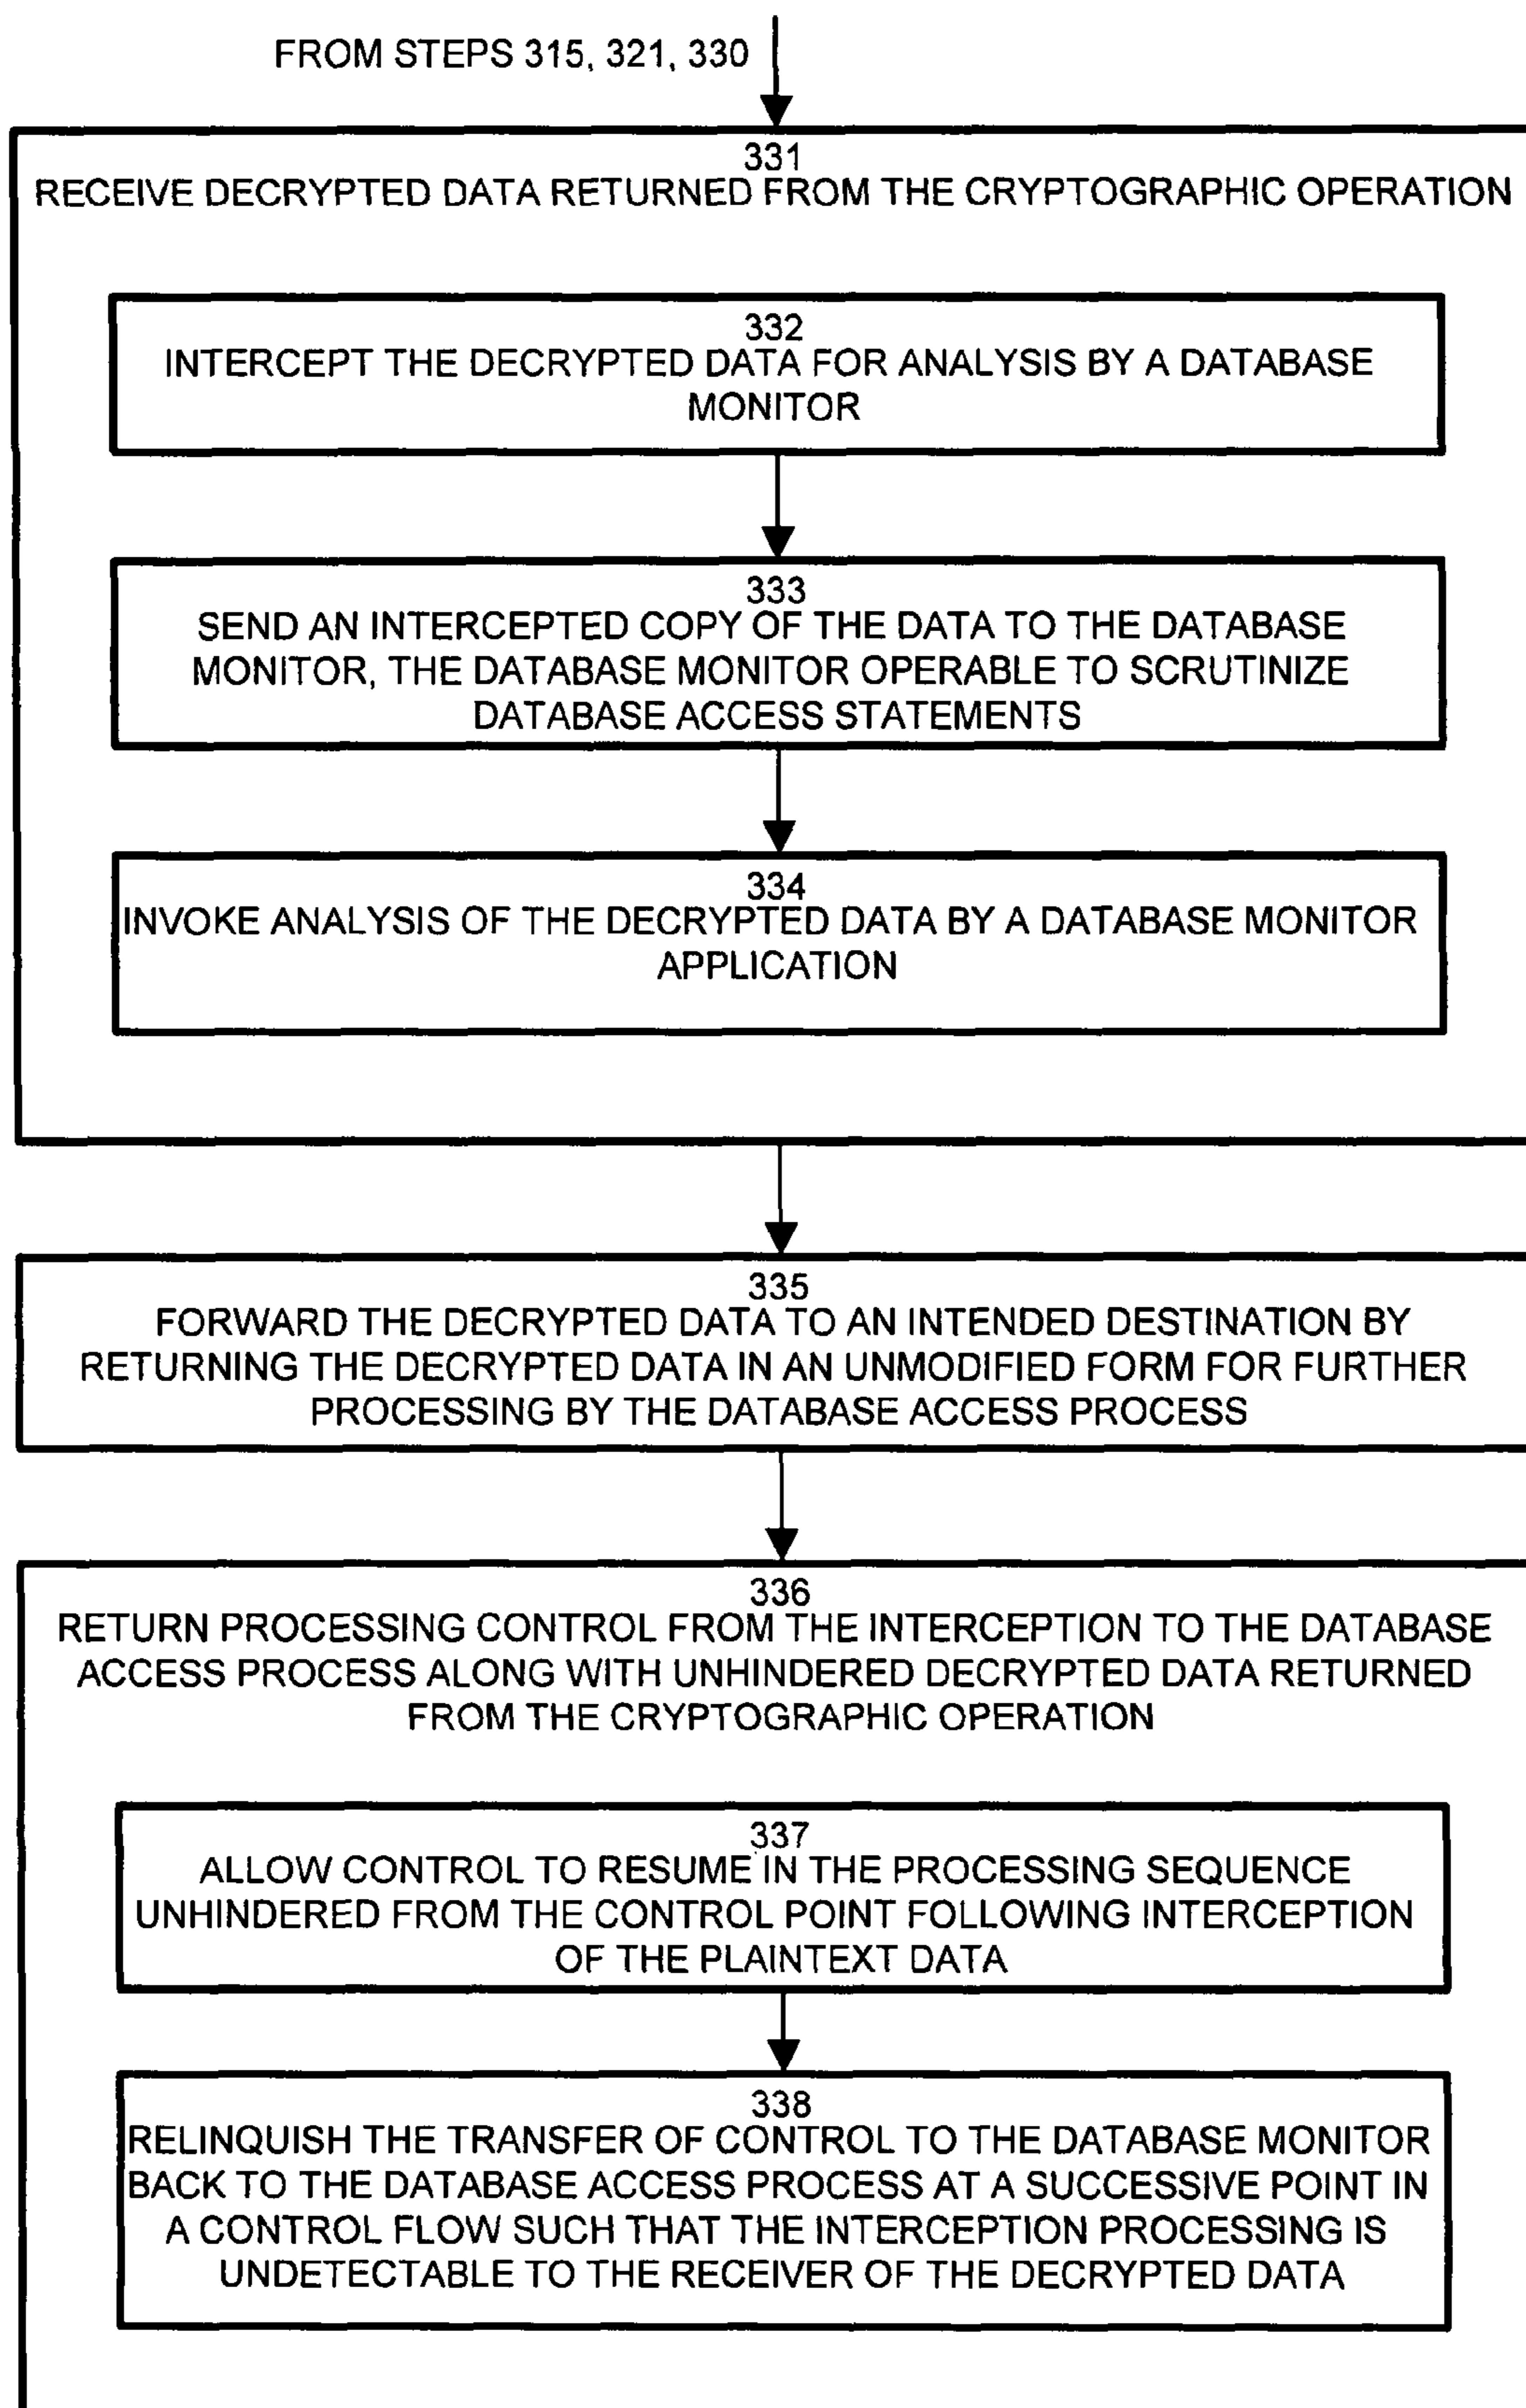 FROM STEPS 315, 321, 330
331
RECEIVE DECRYPTED DATA RETURNED FROM THE CRYPTOGRAPHIC OPERATION
332
INTERCEPT THE DECRYPTED DATA FOR ANALYSIS BY A DATABASE
MONITOR
333
SEND AN INTERCEPTED COPY OF THE DATA TO THE DATABASE
MONITOR, THE DATABASE MONITOR OPERABLE TO SCRUTINIZE
DATABASE ACCESS STATEMENTS
334
INVOKE ANALYSIS OF THE DECRYPTED DATA BY A DATABASE MONITOR
APPLICATION
335
FORWARD THE DECRYPTED DATA TO AN INTENDED DESTINATION BY
RETURNING THE DECRYPTED DATA IN AN UNMODIFIED FORM FOR FURTHER
PROCESSING BY THE DATABASE ACCESS PROCESS
336
RETURN PROCESSING CONTROL FROM THE INTERCEPTION TO THE DATABASE
ACCESS PROCESS ALONG WITH UNHINDERED DECRYPTED DATA RETURNED
FROM THE CRYPTOGRAPHIC OPERATION
337
ALLOW CONTROL TO RESUME IN THE PROCESSING SEQUENCE
UNHINDERED FROM THE CONTROL POINT FOLLOWING INTERCEPTION
OF THE PLAINTEXT DATA
338
RELINQUISH THE TRANSFER OF CONTROL TO THE DATABASE MONITOR
BACK TO THE DATABASE ACCESS PROCESS AT A SUCCESSIVE POINT IN
A CONTROL FLOW SUCH THAT THE INTERCEPTION PROCESSING IS
UNDETECTABLE TO THE RECEIVER OF THE DECRYPTED DATA